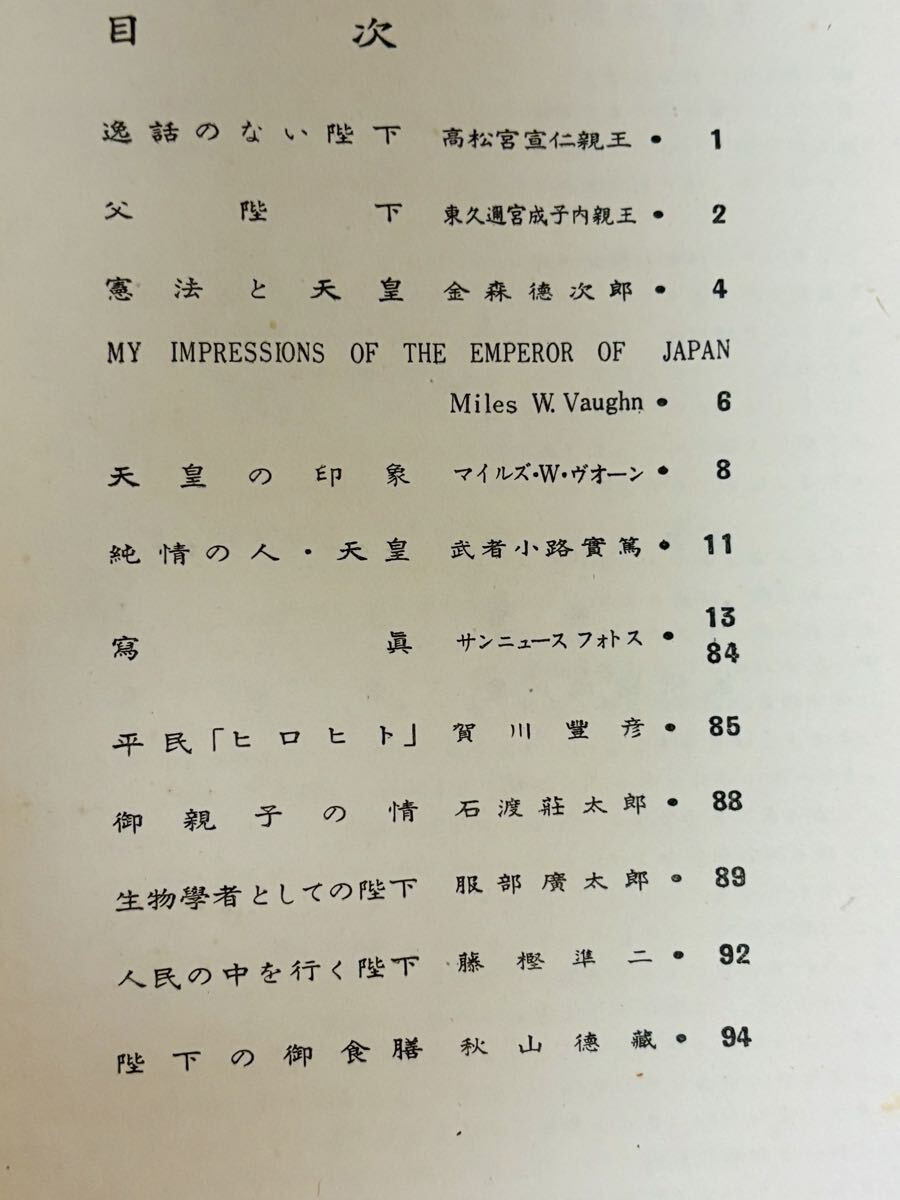 目次
逸話のない陛下 高松宮宣仁親王・1
父陛下 東久邇宮成子内親王・2
憲法と天皇 金森德次郎・4
MY IMPRESSIONS OF THE EMPEROR OF JAPAN
Miles W. Vaughn・6
天皇の印象 マイルズ・W・ヴオーン・8
純情の人・天皇 武者小路實篤・11
寫眞 サンニュースフォトス・13
84
平民「ヒロヒト」 賀川豐彦・85
御親子の情 石渡莊太郎・88
生物學者としての陛下 服部廣太郎・89
人民の中を行く陛下 藤樫準二・92
陛下の御食膳 秋山德藏・94